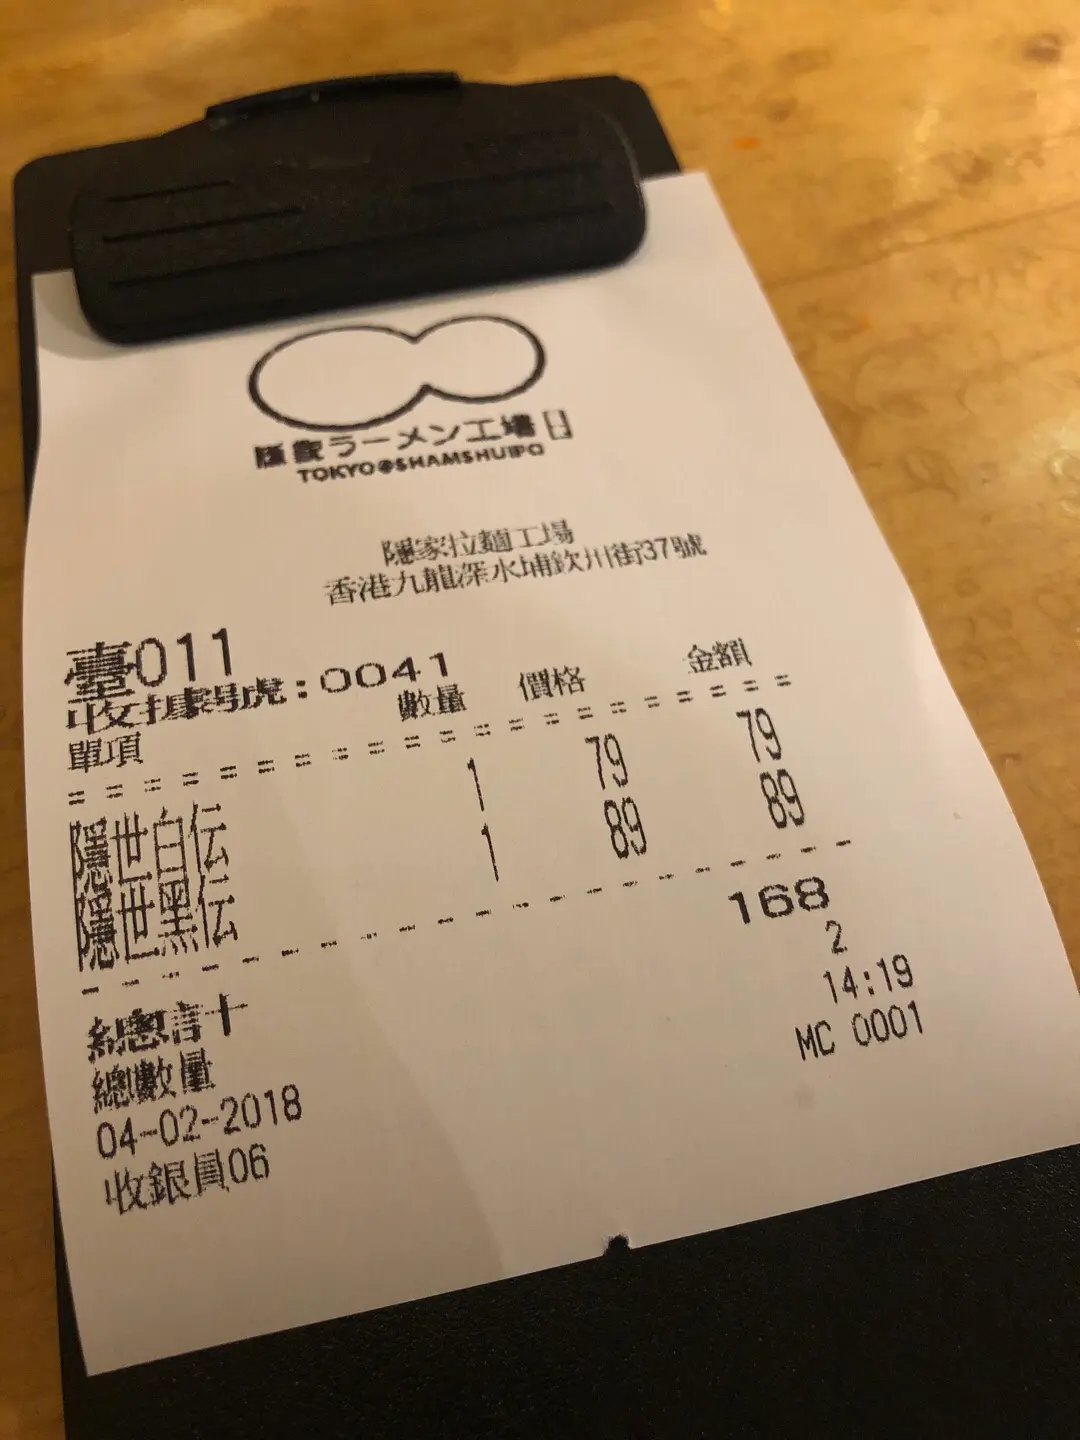 隱家ラーメン工場
TOKYO@SHAMSHUIPO
隱家拉麵工場
香港九龍深水埔欽州街37號
臺011
收據號:0041
單項 數量 價格 金額
隱世白伝 1 79 79
隱世黑伝 1 89 89
總計 168
總數量 2
04-02-2018 14:19
收銀員06 MC 0001